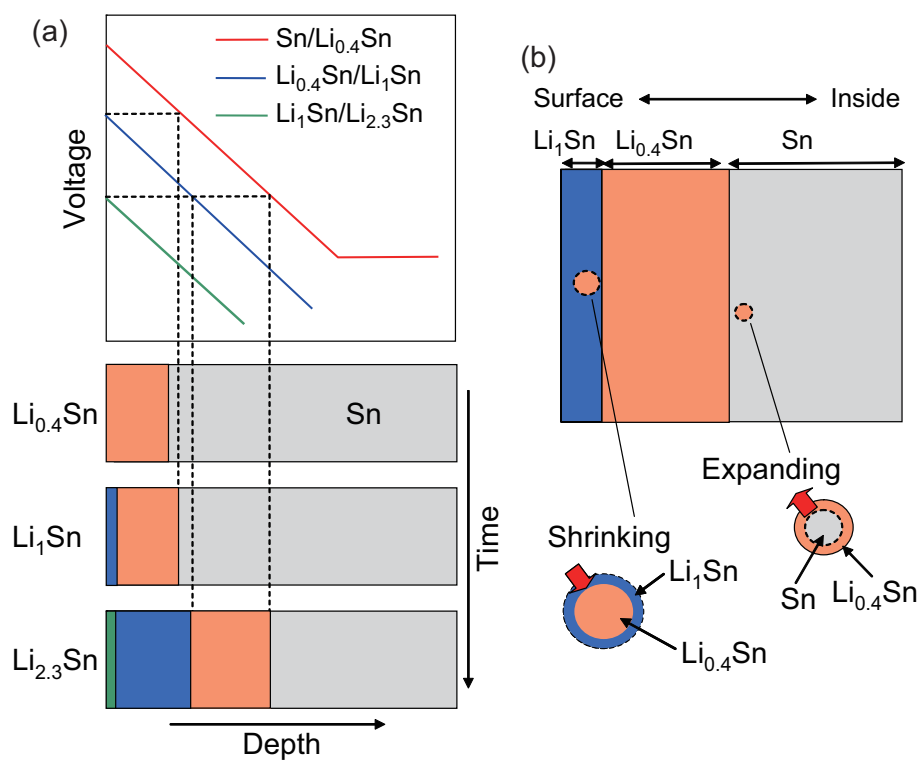 (a)
Sn/Li₀.₄Sn
Li₀.₄Sn/Li₁Sn
Li₁Sn/Li₂.₃Sn
Voltage
Li₀.₄Sn
Sn
Li₁Sn
Li₂.₃Sn
Time
Depth
(b)
Surface
Inside
Li₁Sn
Li₀.₄Sn
Sn
Expanding
Shrinking
Li₁Sn
Li₀.₄Sn
Sn
Li₀.₄Sn